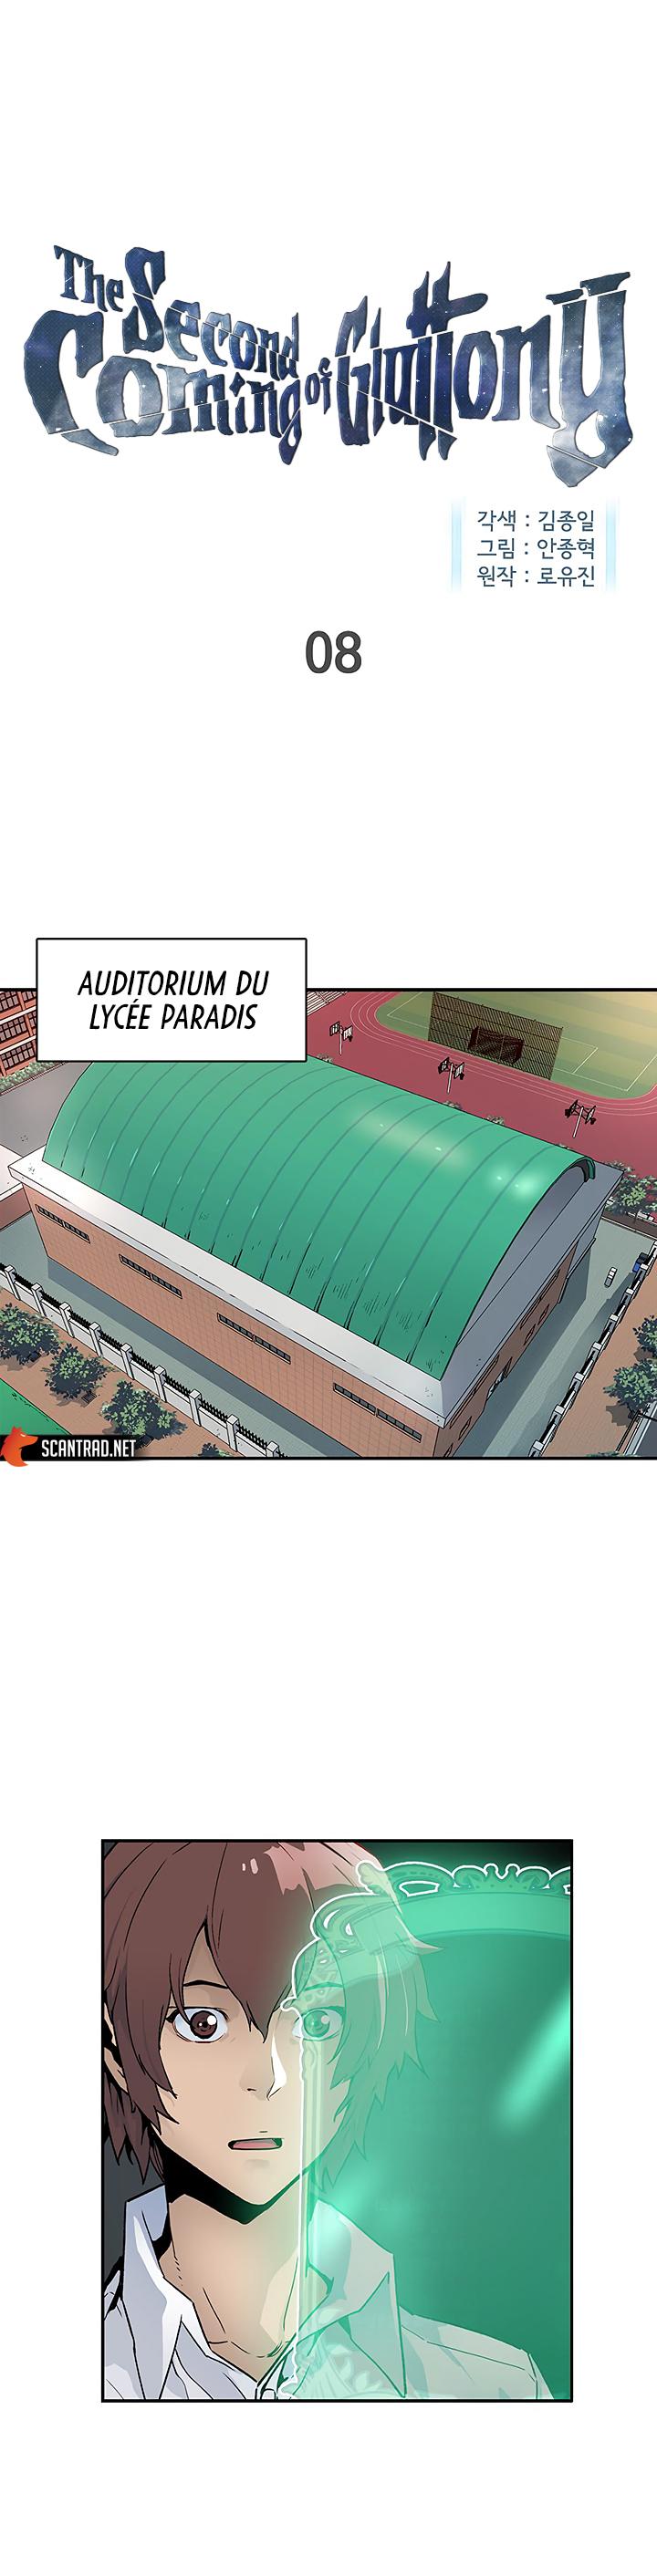 The Second
Coming of Gluttony
각색 : 김종일
그림 : 안종혁
원작 : 로유진
08
AUDITORIUM DU
LYCÉE PARADIS
SCANTRAD.NET